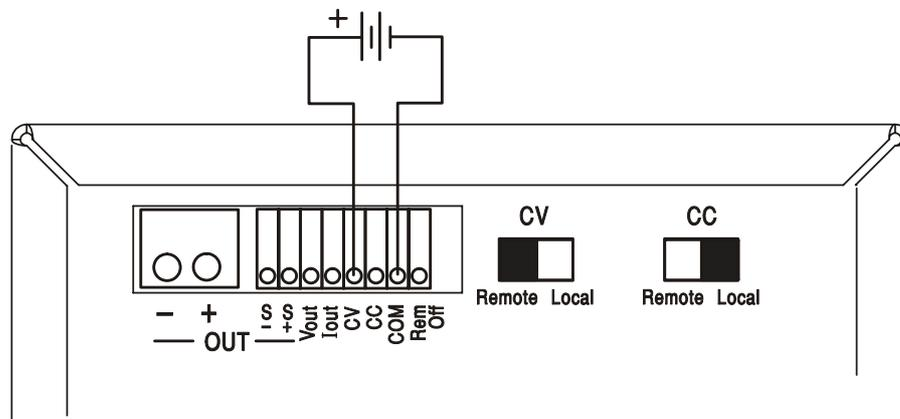 +
CV CC
Remote Local Remote Local
- +
OUT
S -
S +
Vout
Iout
CV
CC
COM
Rem Off